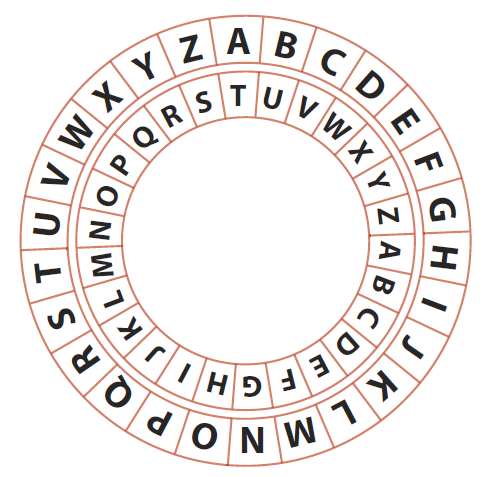 A B C D E F G H I J K L M N O P Q R S T U V W X Y Z
T U V W X Y Z A B C D E F G H I J K L M N O P Q R S